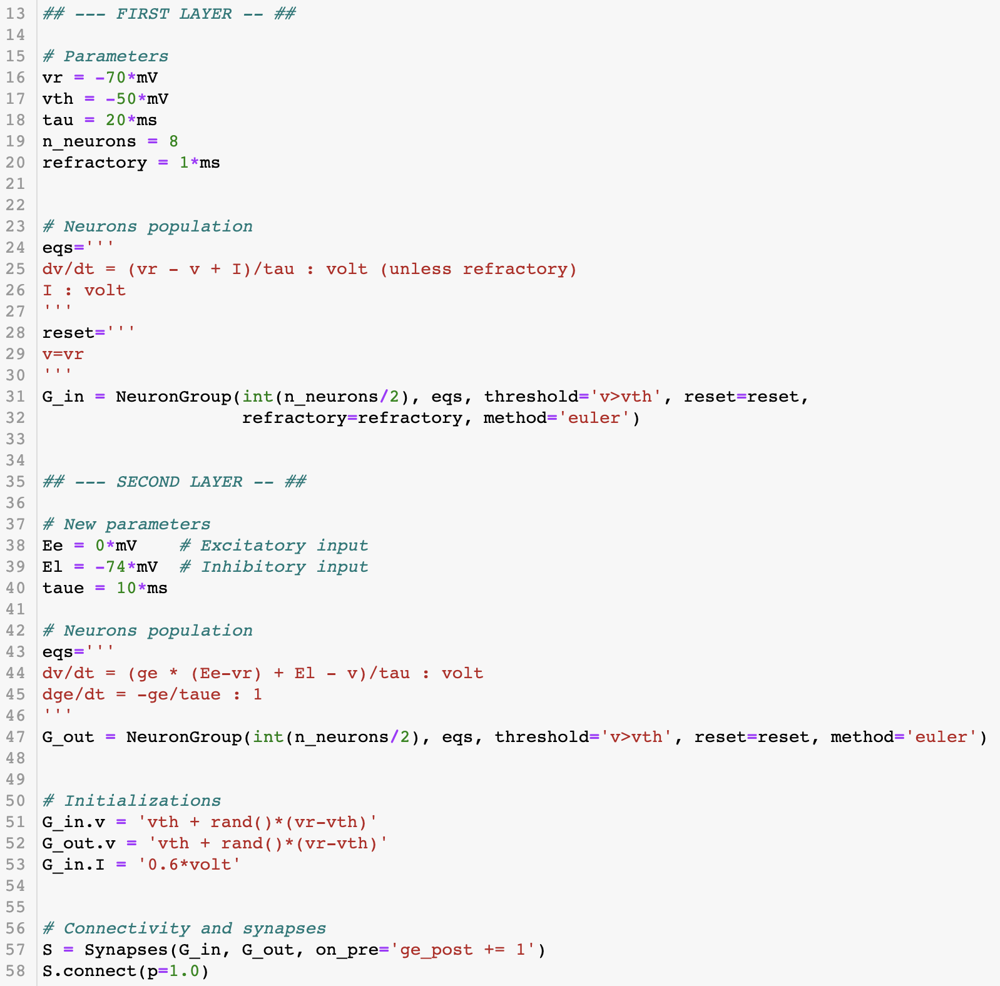 13 ## --- FIRST LAYER -- ##
14
15 # Parameters
16 vr = -70*mV
17 vth = -50*mV
18 tau = 20*ms
19 n_neurons = 8
20 refractory = 1*ms
21
22
23 # Neurons population
24 eqs='''
25 dv/dt = (vr - v + I)/tau : volt (unless refractory)
26 I : volt
27 '''
28 reset='''
29 v=vr
30 '''
31 G_in = NeuronGroup(int(n_neurons/2), eqs, threshold='v>vth', reset=reset,
32                    refractory=refractory, method='euler')
33
34
35 ## --- SECOND LAYER -- ##
36
37 # New parameters
38 Ee = 0*mV    # Excitatory input
39 El = -74*mV  # Inhibitory input
40 taue = 10*ms
41
42 # Neurons population
43 eqs='''
44 dv/dt = (ge * (Ee-vr) + El - v)/tau : volt
45 dge/dt = -ge/taue : 1
46 '''
47 G_out = NeuronGroup(int(n_neurons/2), eqs, threshold='v>vth', reset=reset, method='euler')
48
49
50 # Initializations
51 G_in.v = 'vth + rand()*(vr-vth)'
52 G_out.v = 'vth + rand()*(vr-vth)'
53 G_in.I = '0.6*volt'
54
55
56 # Connectivity and synapses
57 S = Synapses(G_in, G_out, on_pre='ge_post += 1')
58 S.connect(p=1.0)